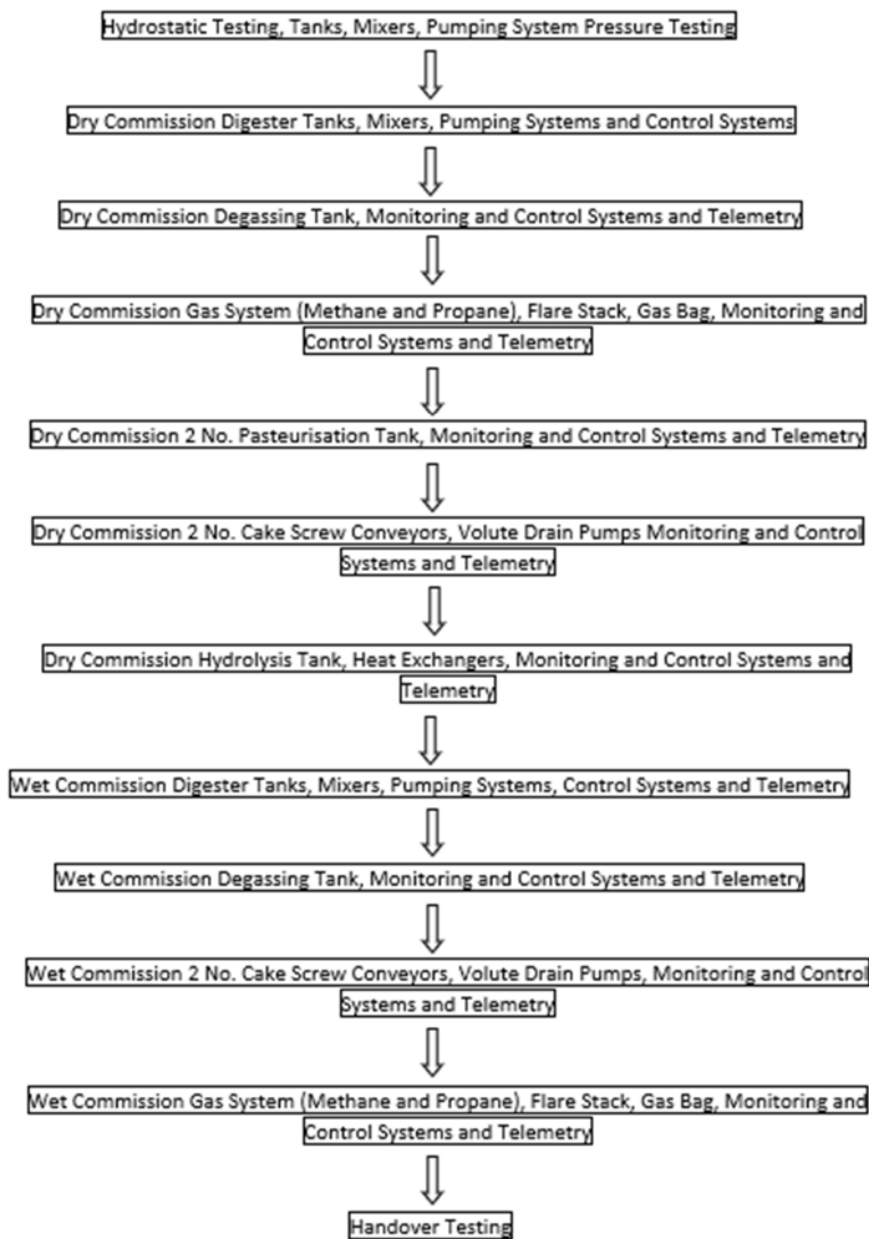 Hydrostatic Testing, Tanks, Mixers, Pumping System Pressure Testing
Dry Commission Digester Tanks, Mixers, Pumping Systems and Control Systems
Dry Commission Degassing Tank, Monitoring and Control Systems and Telemetry
Dry Commission Gas System (Methane and Propane), Flare Stack, Gas Bag, Monitoring and
Control Systems and Telemetry
Dry Commission 2 No. Pasteurisation Tank, Monitoring and Control Systems and Telemetry
Dry Commission 2 No. Cake Screw Conveyors, Volute Drain Pumps Monitoring and Control
Systems and Telemetry
Dry Commission Hydrolysis Tank, Heat Exchangers, Monitoring and Control Systems and
Telemetry
Wet Commission Digester Tanks, Mixers, Pumping Systems, Control Systems and Telemetry
Wet Commission Degassing Tank, Monitoring and Control Systems and Telemetry
Wet Commission 2 No. Cake Screw Conveyors, Volute Drain Pumps, Monitoring and Control
Systems and Telemetry
Wet Commission Gas System (Methane and Propane), Flare Stack, Gas Bag, Monitoring and
Control Systems and Telemetry
Handover Testing